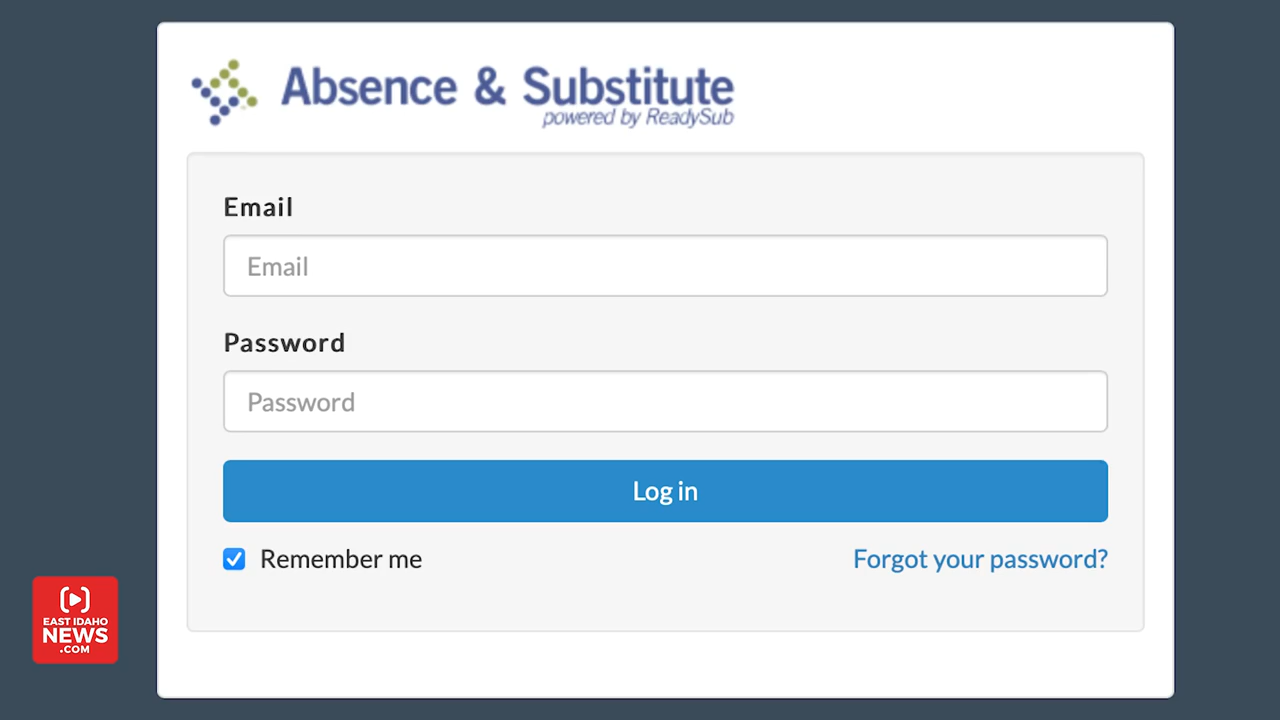 Absence & Substitute
powered by ReadySub
Email
Email
Password
Password
Log in
Remember me
Forgot your password?
EAST IDAHO
NEWS
.COM